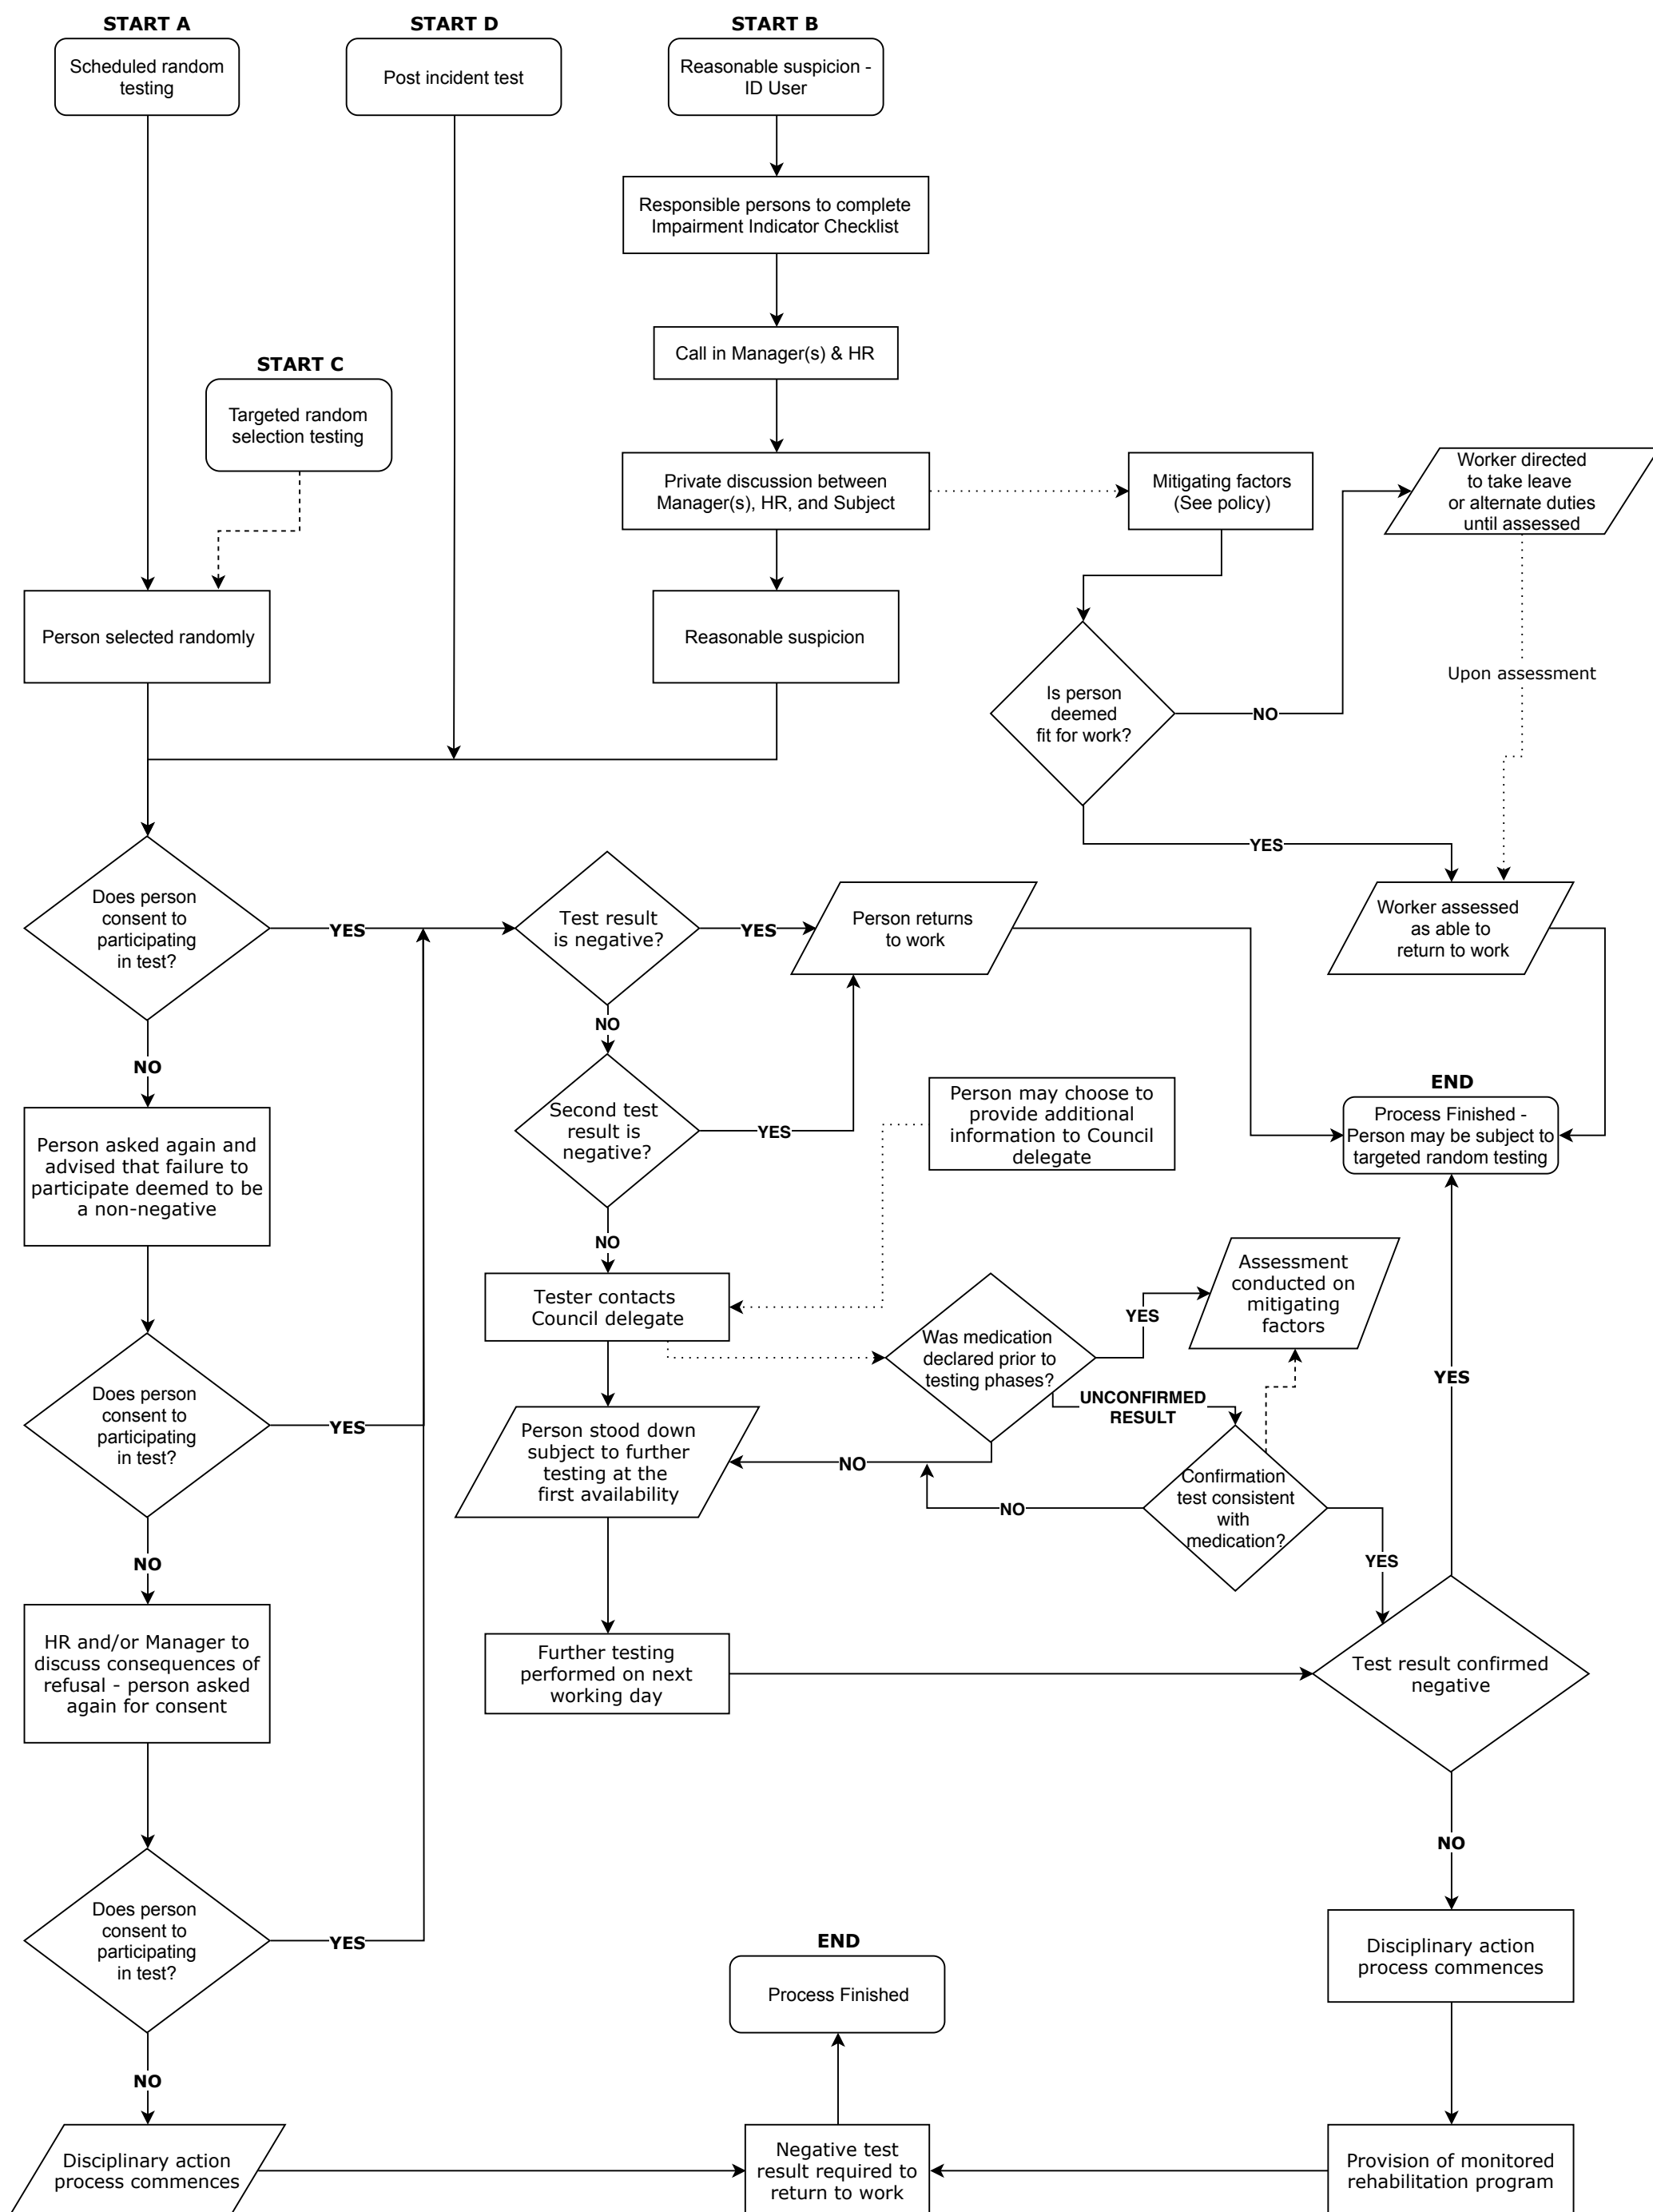 START A
START D
START B
Scheduled random
testing
Post incident test
Reasonable suspicion -
ID User
Responsible persons to complete
Impairment Indicator Checklist
Call in Manager(s) & HR
START C
Targeted random
selection testing
Private discussion between
Manager(s), HR, and Subject
Mitigating factors
(See policy)
Worker directed
to take leave
or alternate duties
until assessed
Person selected randomly
Reasonable suspicion
Upon assessment
Is person
deemed
fit for work?
NO
YES
Does person
consent to
participating
in test?
YES
Test result
is negative?
YES
Person returns
to work
Worker assessed
as able to
return to work
NO
NO
Second test
result is
negative?
YES
Person may choose to
provide additional
information to Council
delegate
END
Process Finished -
Person may be subject to
targeted random testing
Person asked again and
advised that failure to
participate deemed to be
a non-negative
NO
Tester contacts
Council delegate
Was medication
declared prior to
testing phases?
YES
Assessment
conducted on
mitigating
factors
UNCONFIRMED
RESULT
YES
Does person
consent to
participating
in test?
YES
Person stood down
subject to further
testing at the
first availability
NO
Confirmation
test consistent
with
medication?
NO
YES
NO
HR and/or Manager to
discuss consequences of
refusal - person asked
again for consent
Further testing
performed on next
working day
Test result confirmed
negative
NO
Does person
consent to
participating
in test?
YES
END
Process Finished
Disciplinary action
process commences
NO
Disciplinary action
process commences
Negative test
result required to
return to work
Provision of monitored
rehabilitation program